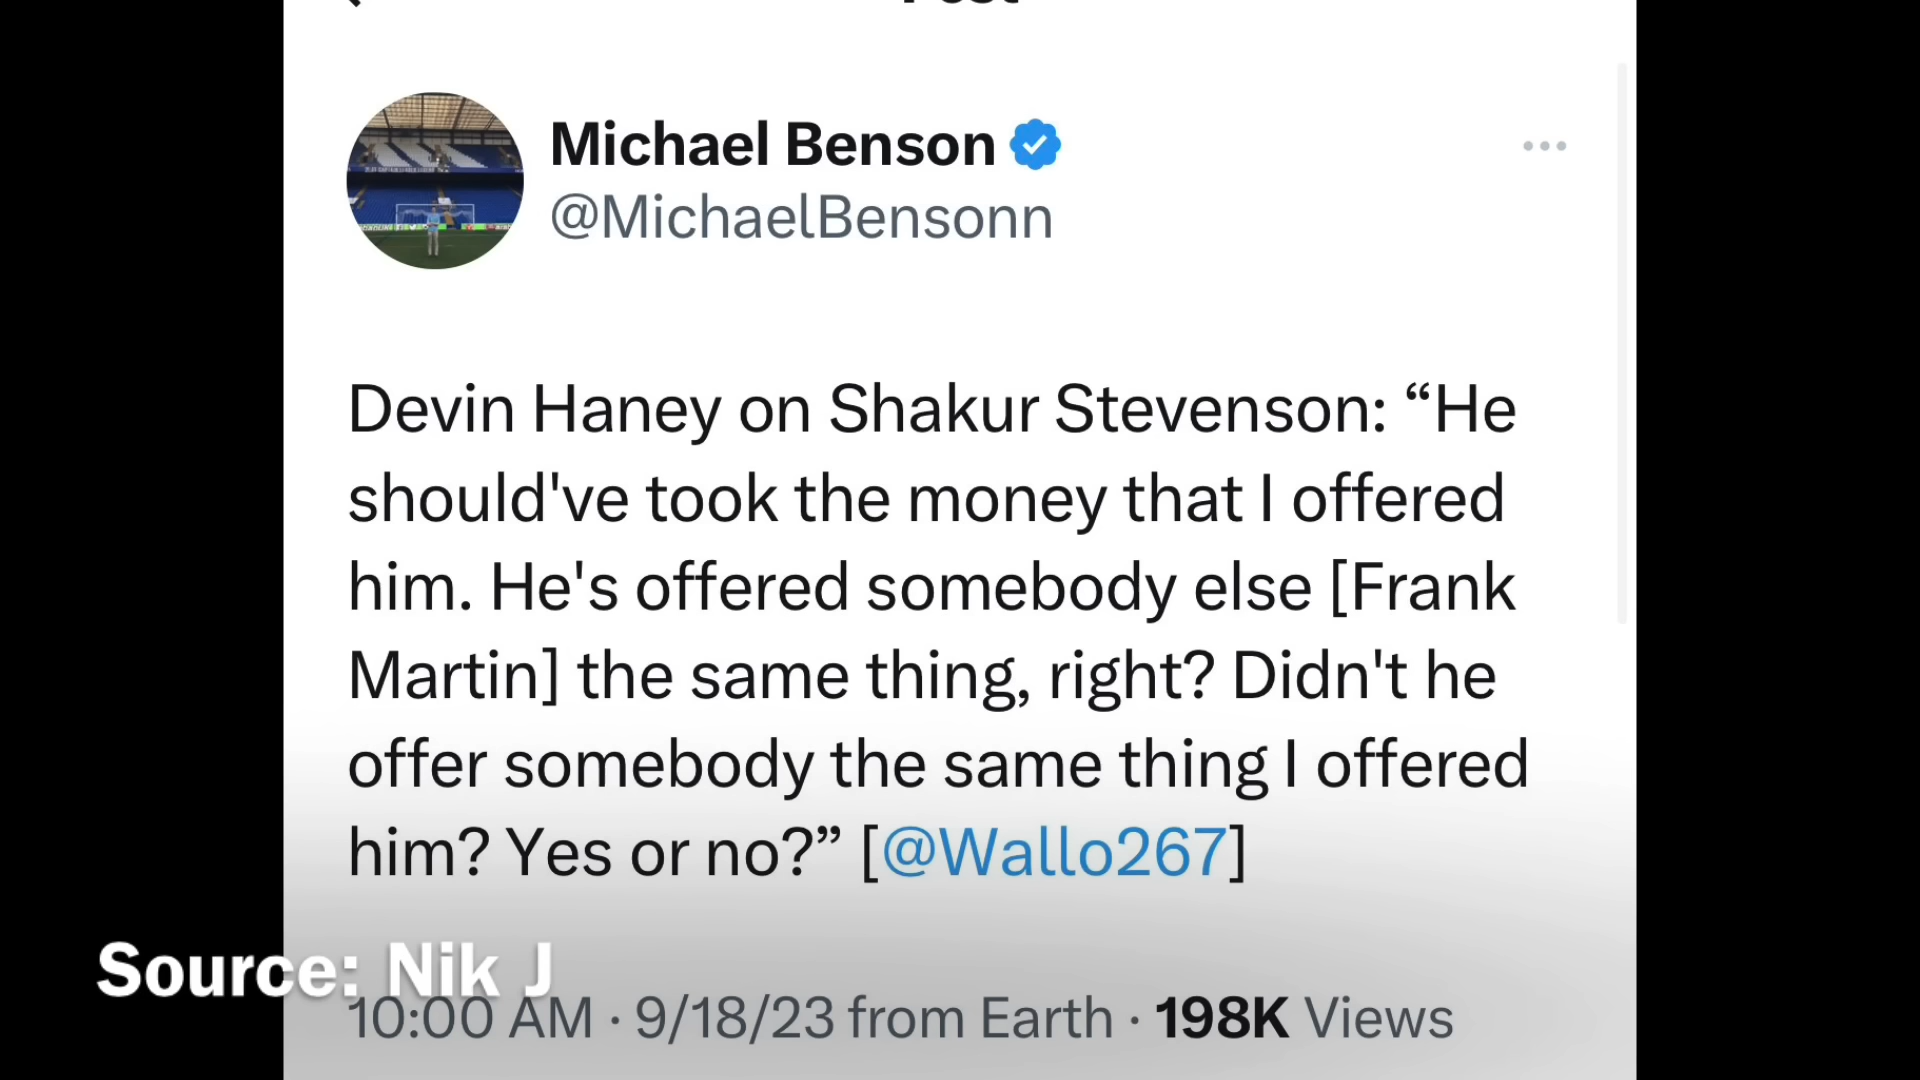 Michael Benson
@MichaelBensonn
Devin Haney on Shakur Stevenson: “He
should've took the money that I offered
him. He's offered somebody else [Frank
Martin] the same thing, right? Didn't he
offer somebody the same thing I offered
him? Yes or no?” [@Wallo267]
Source: Nik J
10:00 AM · 9/18/23 from Earth · 198K Views